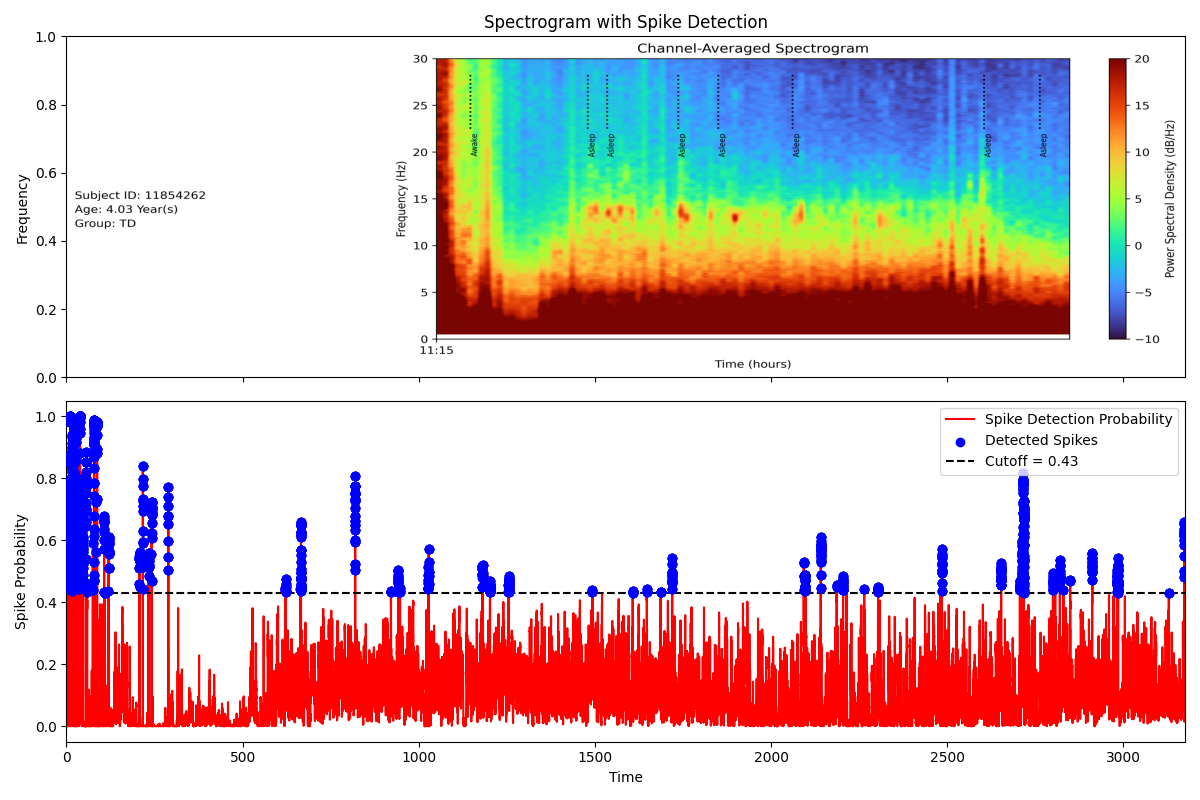 Spectrogram with Spike Detection
Channel-Averaged Spectrogram
Frequency
1.0
0.8
0.6
0.4
0.2
0.0
Subject ID: 11854262
Age: 4.03 Year(s)
Group: TD
Frequency (Hz)
30
25
20
15
10
5
0
Awake
Asleep
Asleep
Asleep
Asleep
Asleep
Asleep
Asleep
11:15
Time (hours)
20
15
10
5
0
−5
−10
Power Spectral Density (dB/Hz)
Spike Probability
1.0
0.8
0.6
0.4
0.2
0.0
Spike Detection Probability
Detected Spikes
Cutoff = 0.43
0
500
1000
1500
2000
2500
3000
Time